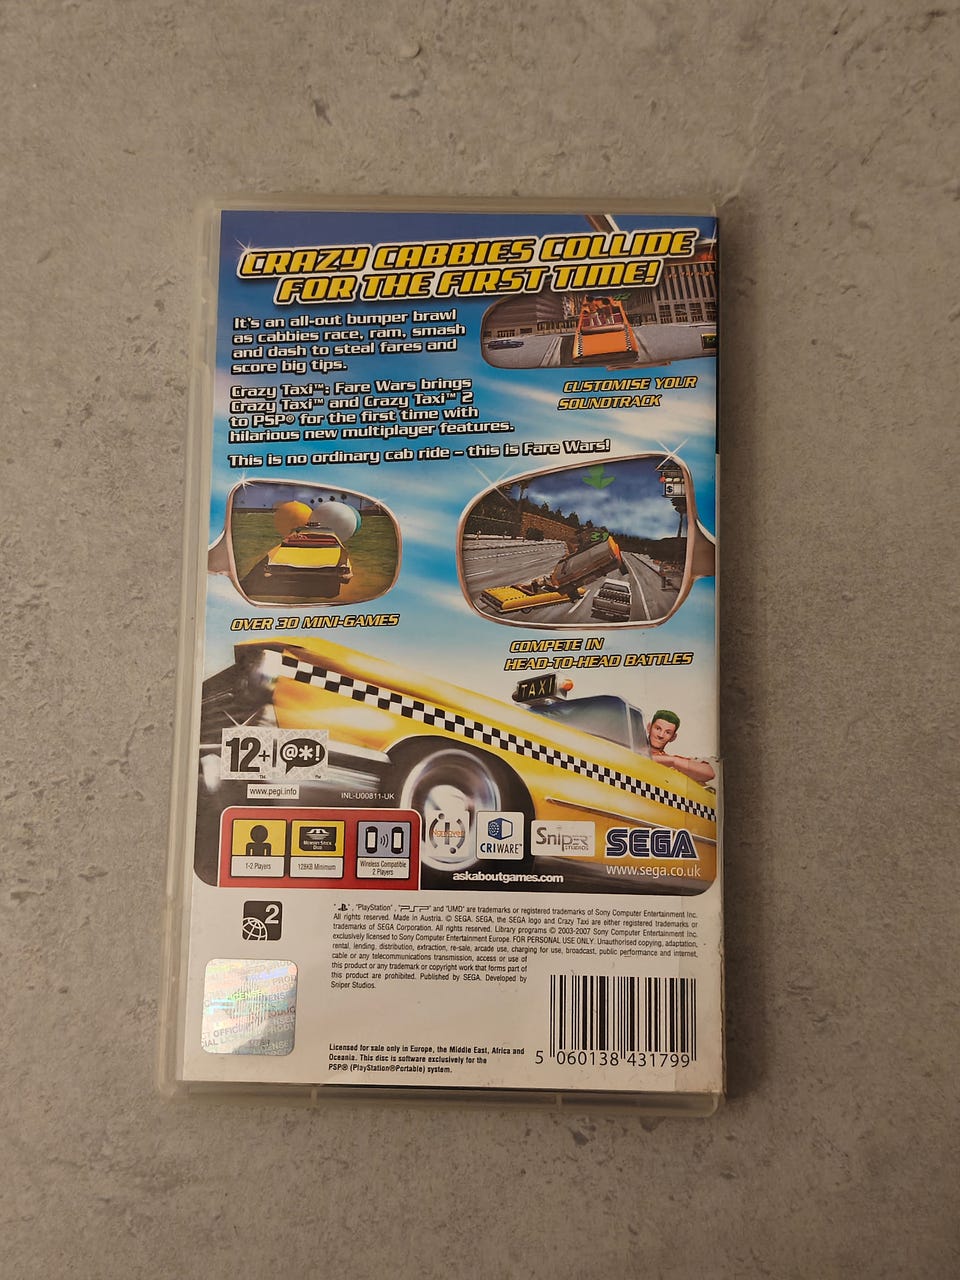 CRAZY CABBIES COLLIDE
FOR THE FIRST TIME!
It's an all-out bumper brawl
as cabbies race, ram, smash
and dash to steal fares and
score big tips.
Crazy Taxi™: Fare Wars brings
Crazy Taxi™ and Crazy Taxi™ 2
to PSP® for the first time with
hilarious new multiplayer features.
This is no ordinary cab ride – this is Fare Wars!
CUSTOMISE YOUR
SOUNDTRACK
OVER 30 MINI-GAMES
COMPETE IN
HEAD-TO-HEAD BATTLES
TAXI
12+ @*!
www.pegi.info
INL-U00811-UK
1-2 Players
Memory Stick
Duo
128KB Minimum
Wireless Compatible
2 Players
CRIWARE™
Sniper
studios
SEGA
askaboutgames.com
www.sega.co.uk
2
", "PlayStation", "PSP" and "UMD" are trademarks or registered trademarks of Sony Computer Entertainment Inc.
All rights reserved. Made in Austria. © SEGA. SEGA, the SEGA logo and Crazy Taxi are either registered trademarks or
trademarks of SEGA Corporation. All rights reserved. Library programs © 2003-2007 Sony Computer Entertainment Inc.
exclusively licensed to Sony Computer Entertainment Europe. FOR PERSONAL USE ONLY. Unauthorised copying, adaptation,
rental, lending, distribution, extraction, re-sale, arcade use, charging for use, broadcast, public performance and internet,
cable or any telecommunications transmission, access or use of
this product or any trademark or copyright work that forms part of
this product are prohibited. Published by SEGA. Developed by
Sniper Studios.
Licensed for sale only in Europe, the Middle East, Africa and
Oceania. This disc is software exclusively for the
PSP® (PlayStation®Portable) system.
5 060138 431799